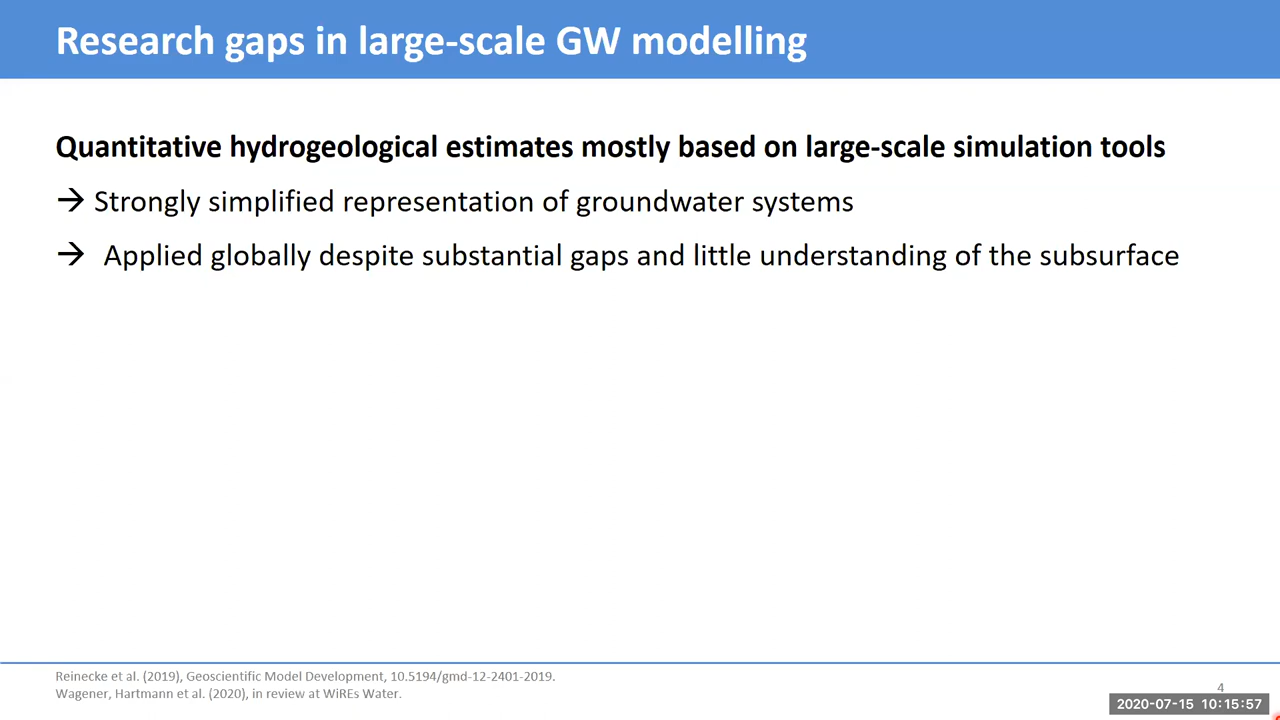 Research gaps in large-scale GW modelling
Quantitative hydrogeological estimates mostly based on large-scale simulation tools
→ Strongly simplified representation of groundwater systems
→ Applied globally despite substantial gaps and little understanding of the subsurface
Reinecke et al. (2019), Geoscientific Model Development, 10.5194/gmd-12-2401-2019.
Wagener, Hartmann et al. (2020), in review at WiREs Water.
4
2020-07-15 10:15:57